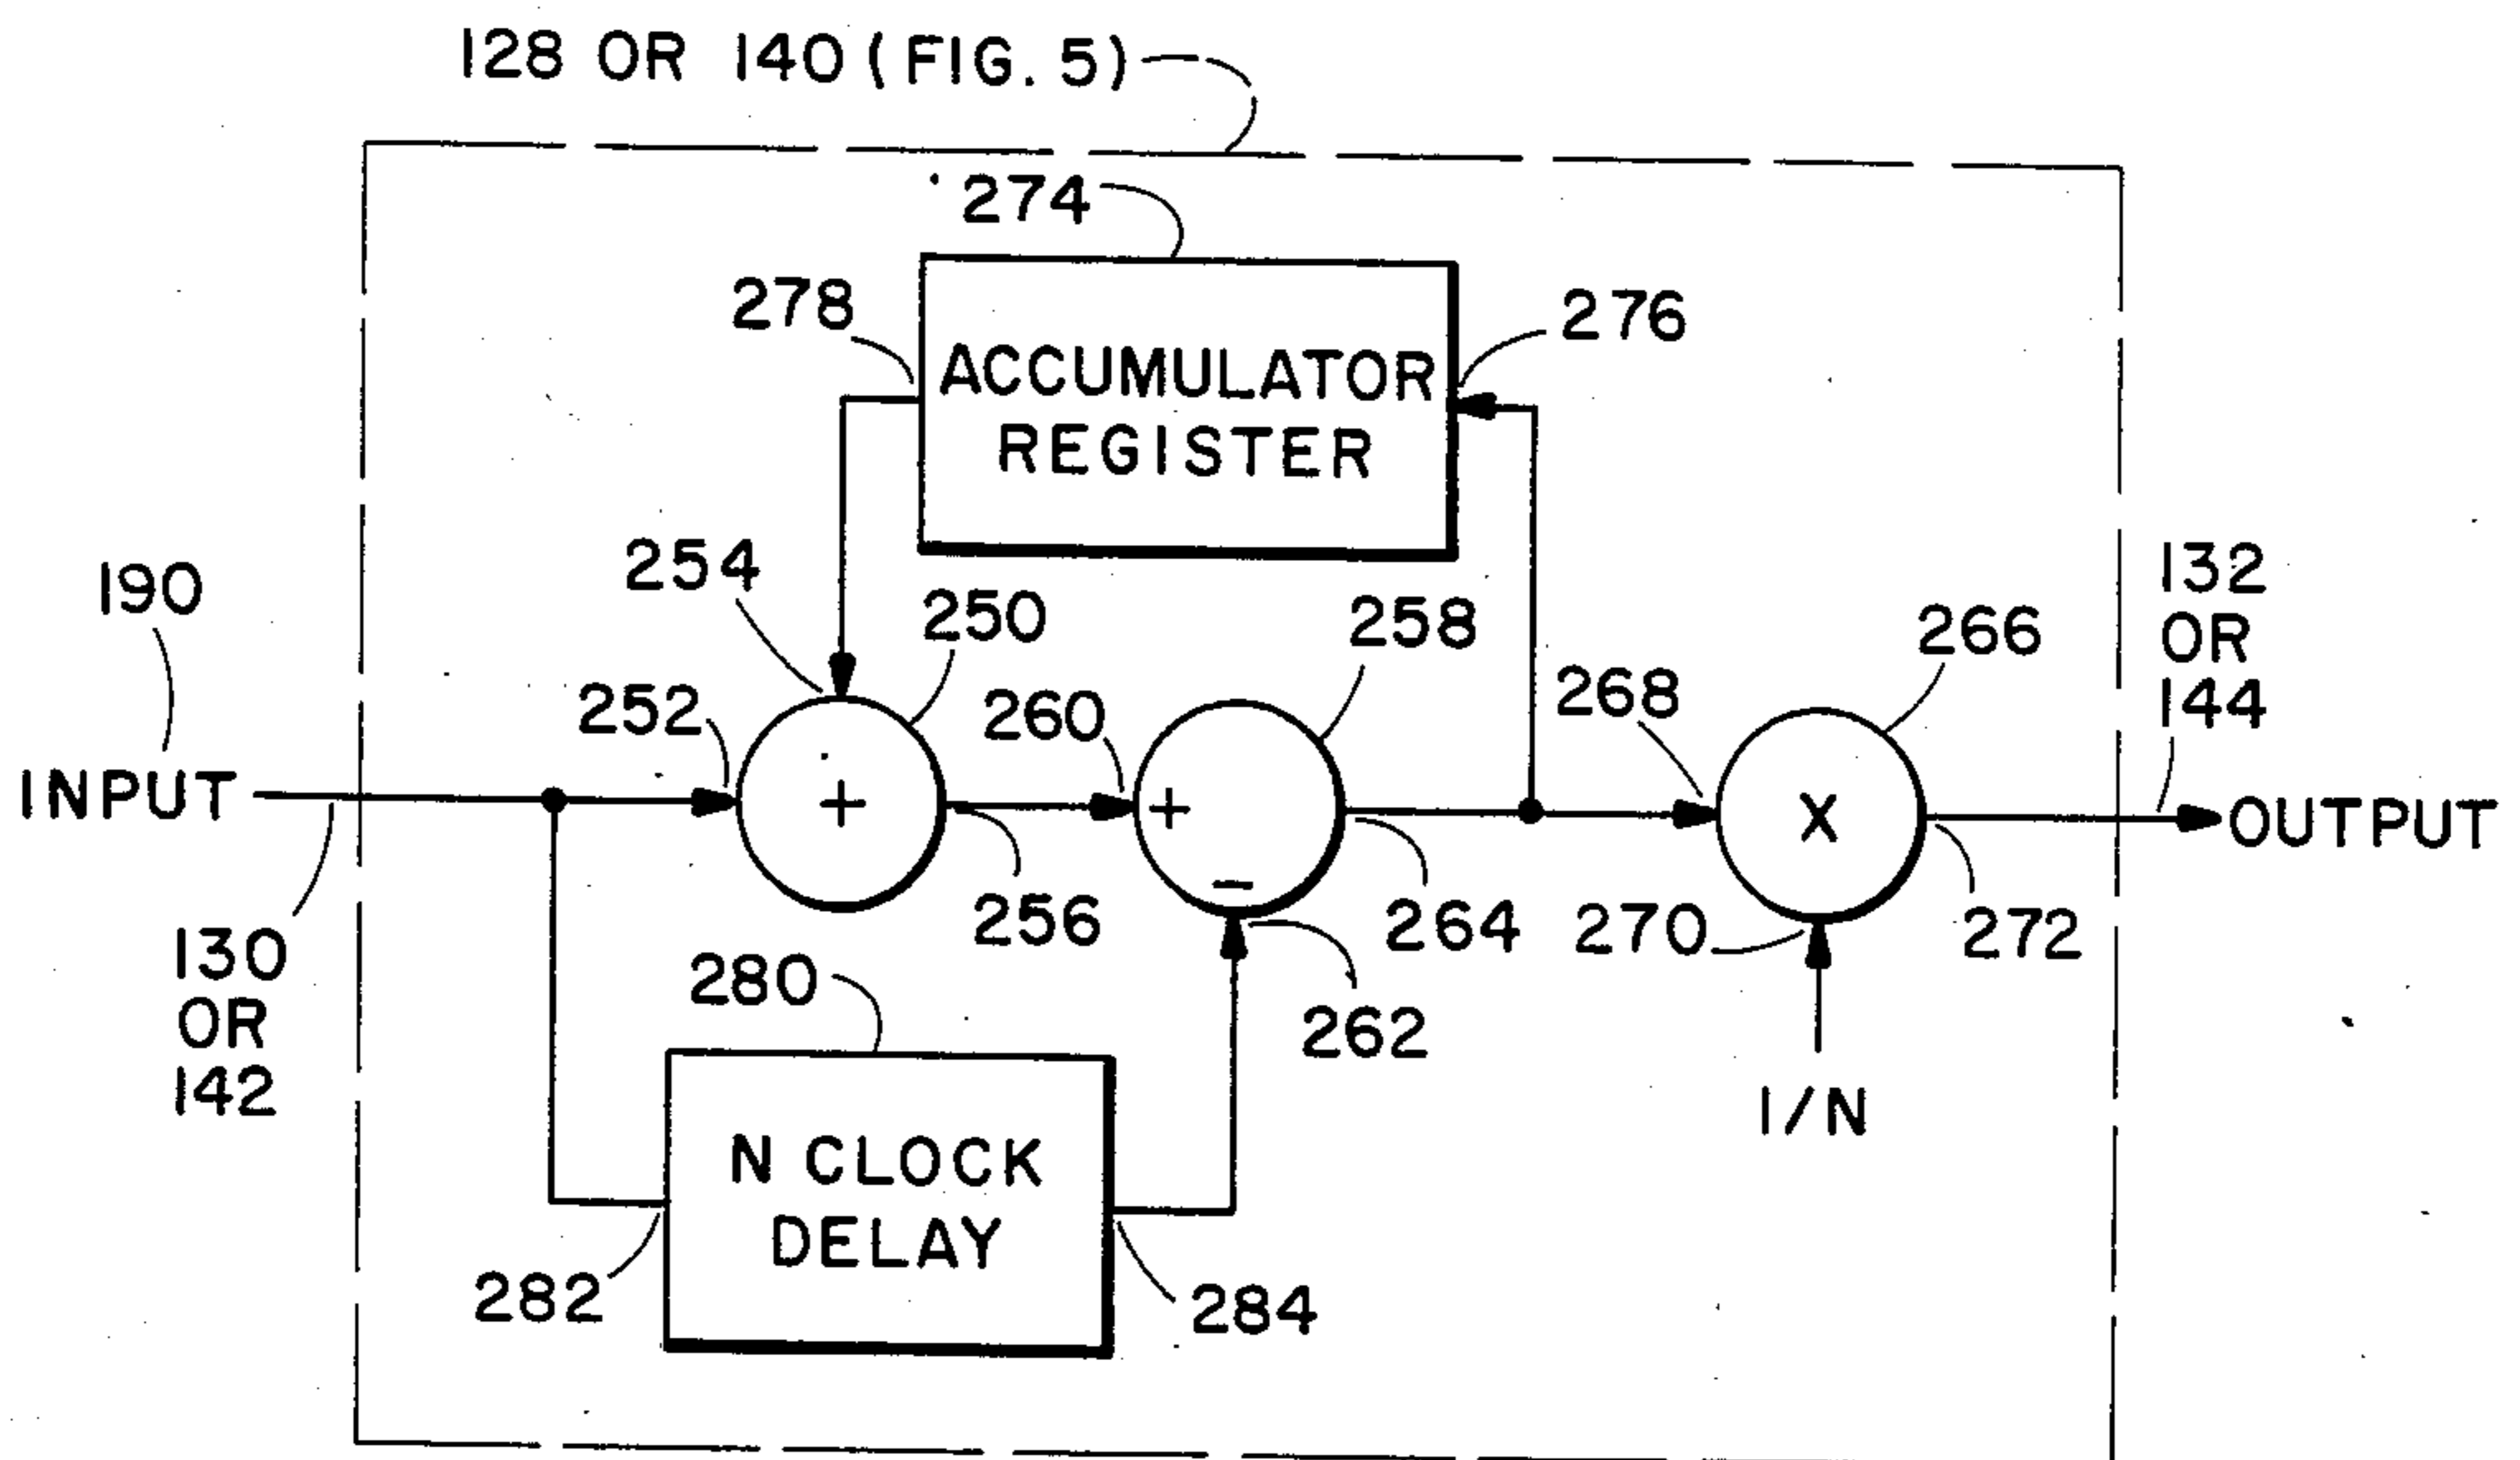 128 OR 140 (FIG. 5)
274
278
276
ACCUMULATOR
REGISTER
254
250
258
190
132
OR
144
266
268
252
260
INPUT
+
+
−
X
OUTPUT
256
264
270
272
130
OR
142
280
262
1/N
N CLOCK
DELAY
282
284